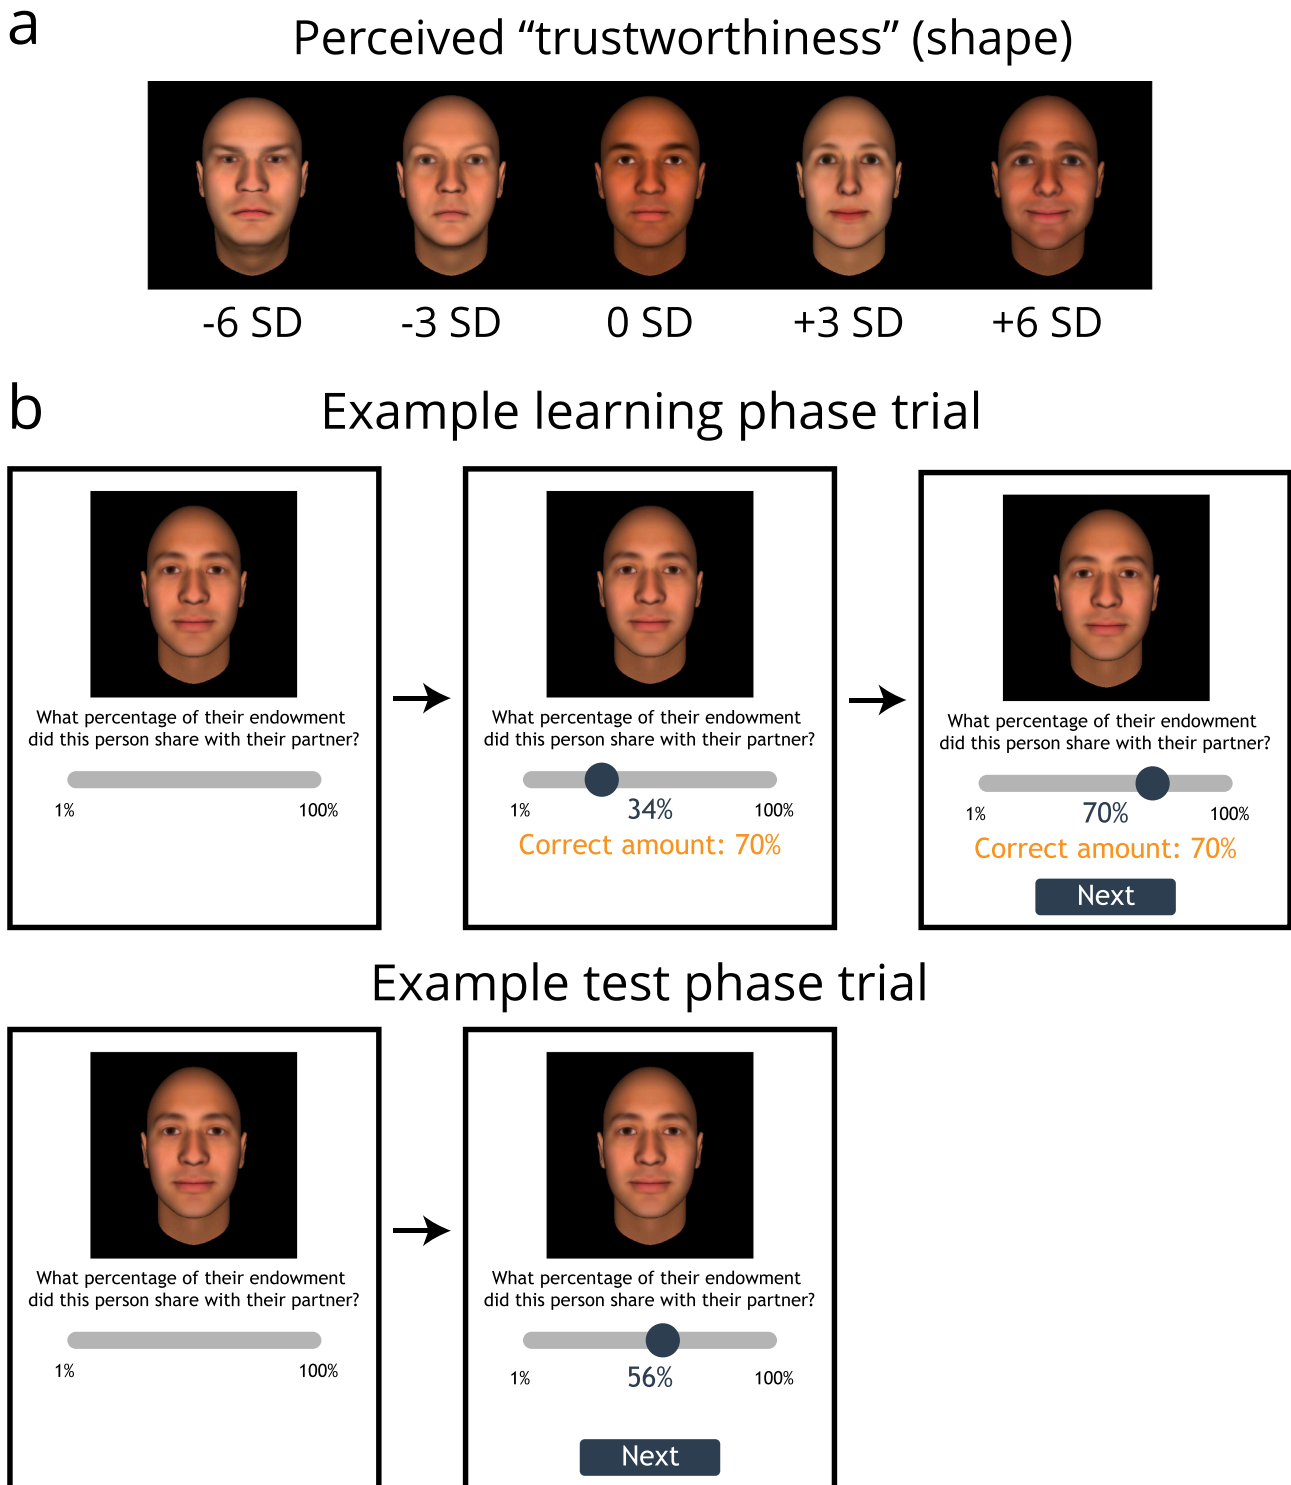 a
Perceived “trustworthiness” (shape)
-6 SD -3 SD 0 SD +3 SD +6 SD
b
Example learning phase trial
What percentage of their endowment
did this person share with their partner?
1% 100%
What percentage of their endowment
did this person share with their partner?
1% 34% 100%
Correct amount: 70%
What percentage of their endowment
did this person share with their partner?
1% 70% 100%
Correct amount: 70%
Next
Example test phase trial
What percentage of their endowment
did this person share with their partner?
1% 100%
What percentage of their endowment
did this person share with their partner?
1% 56% 100%
Next